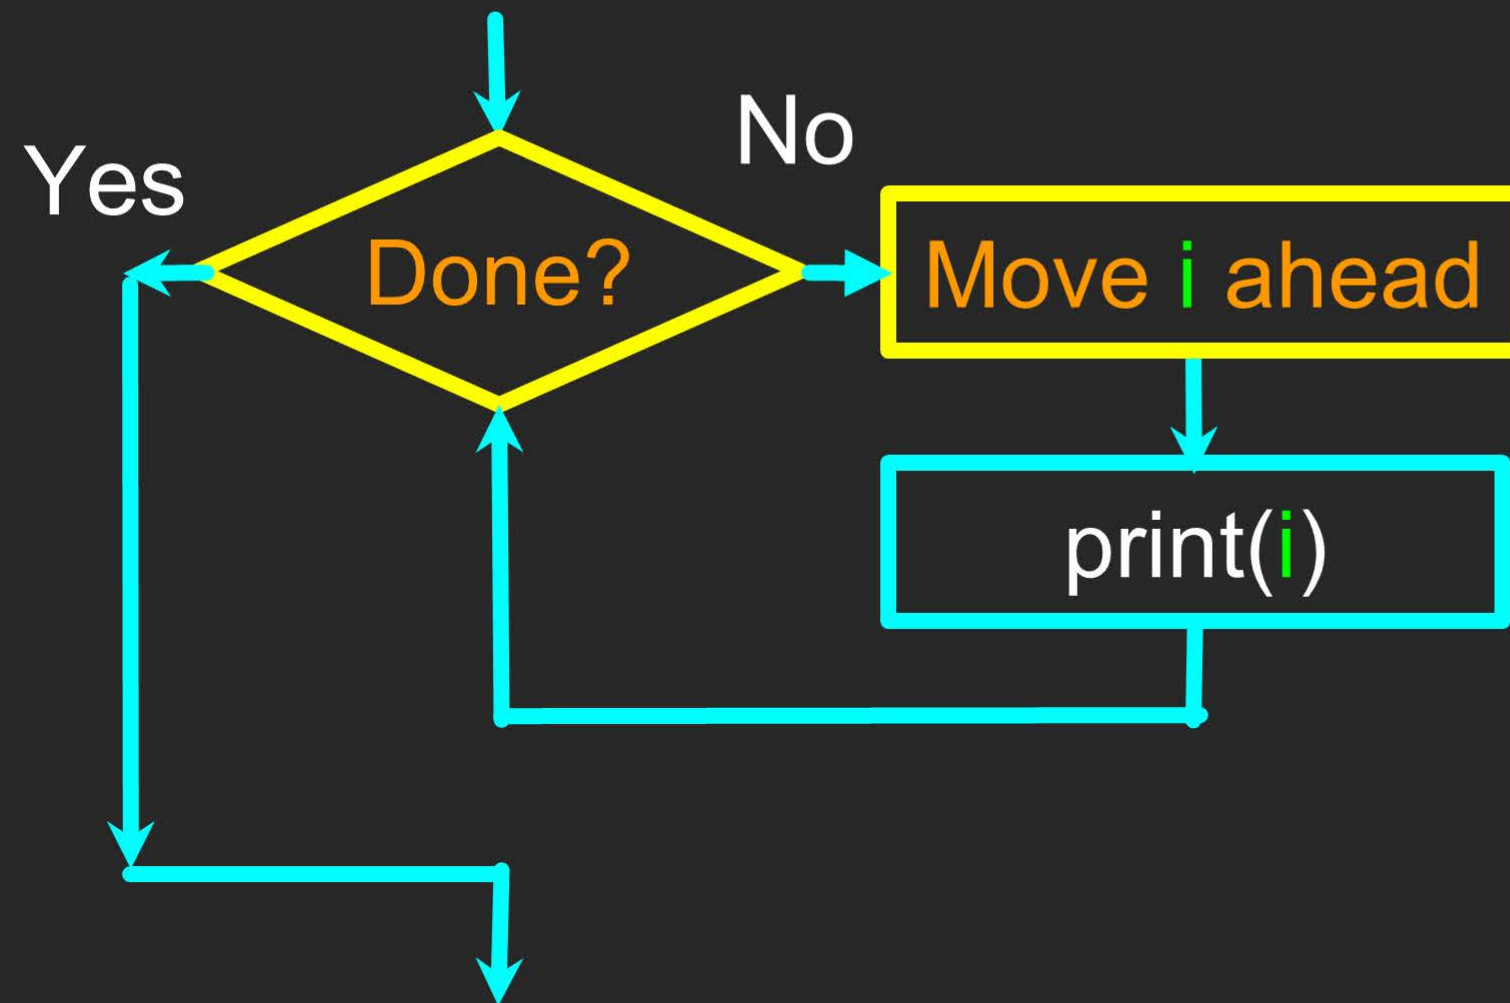 No
Yes
Done?
Move i ahead
print(i)